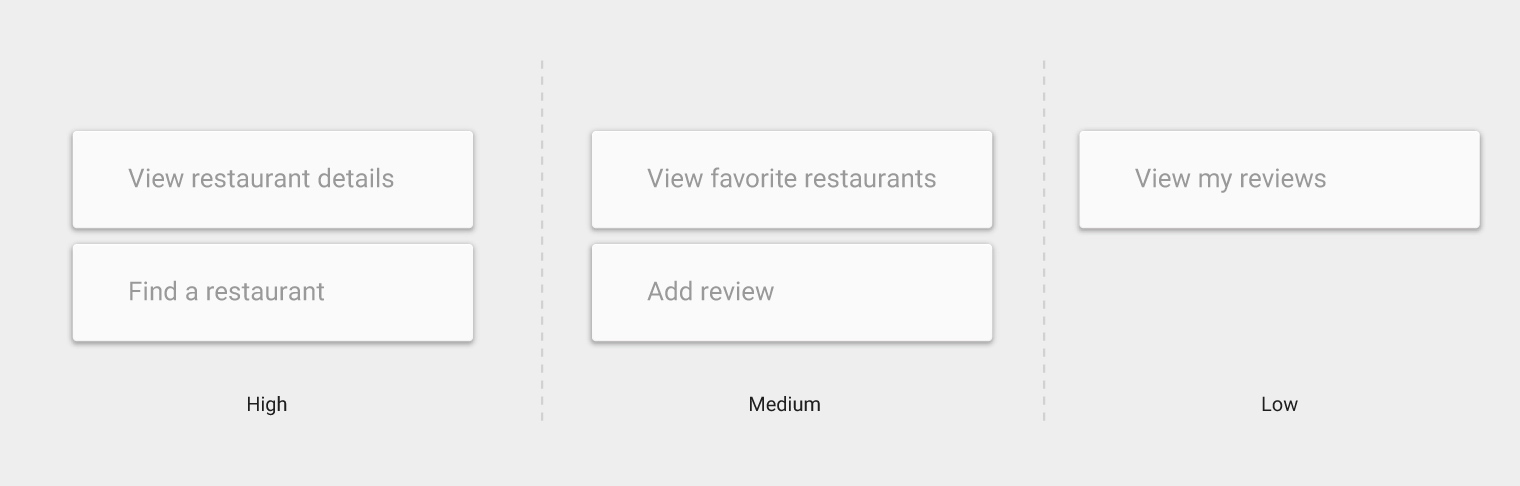 View restaurant details
Find a restaurant
High
View favorite restaurants
Add review
Medium
View my reviews
Low